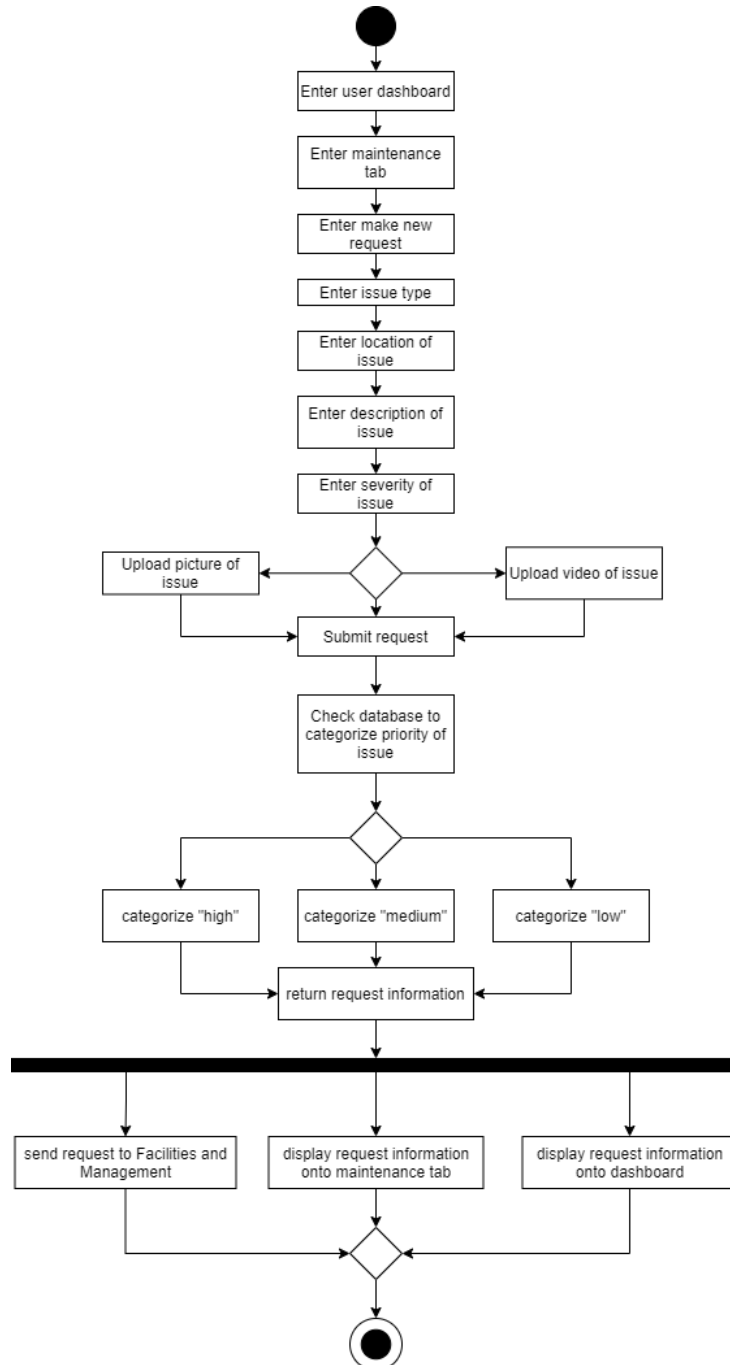 Enter user dashboard
Enter maintenance
tab
Enter make new
request
Enter issue type
Enter location of
issue
Enter description of
issue
Enter severity of
issue
Upload picture of
issue
Upload video of issue
Submit request
Check database to
categorize priority of
issue
categorize "high"
categorize "medium"
categorize "low"
return request information
send request to Facilities and
Management
display request information
onto maintenance tab
display request information
onto dashboard